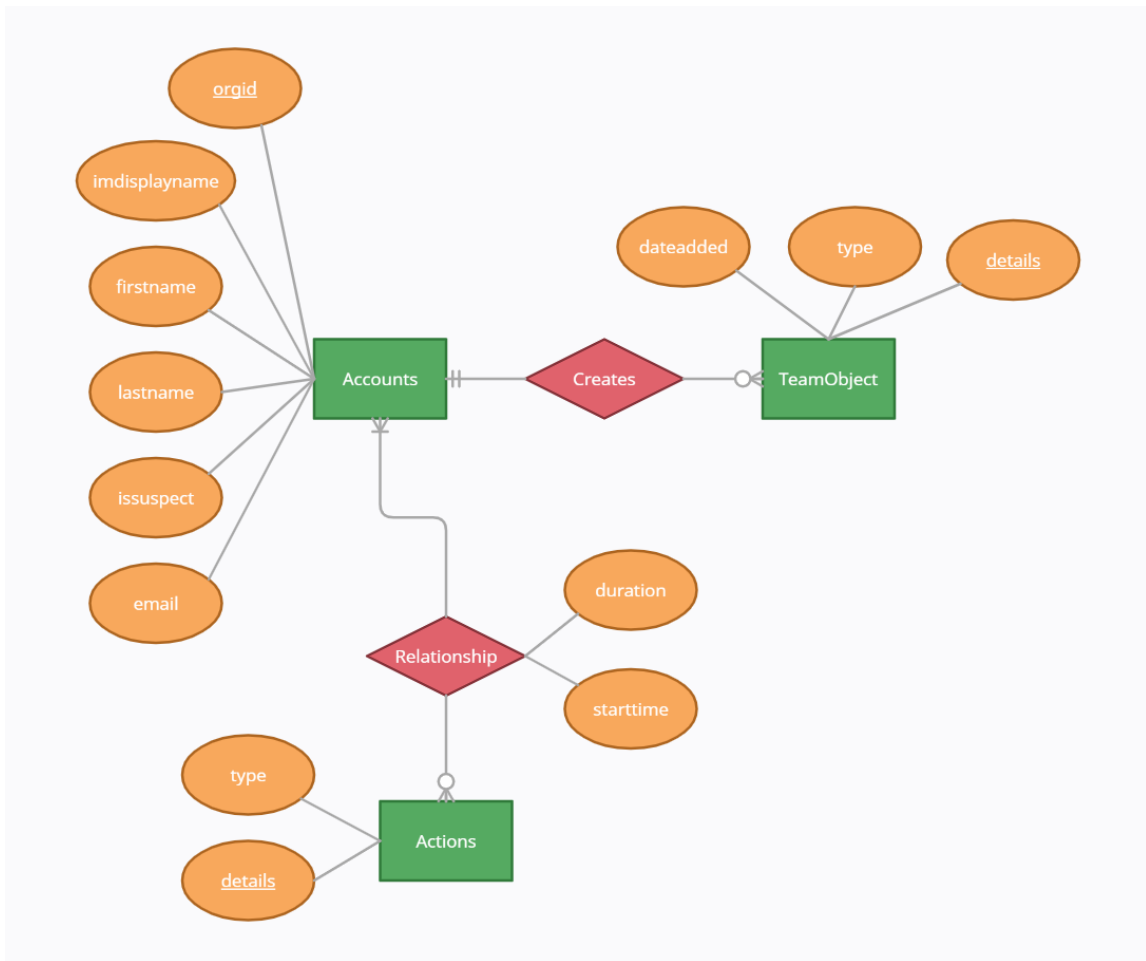 orgid
imdisplayname
firstname
lastname
issuspect
email
Accounts
Creates
dateadded
type
details
TeamObject
Relationship
duration
starttime
type
details
Actions